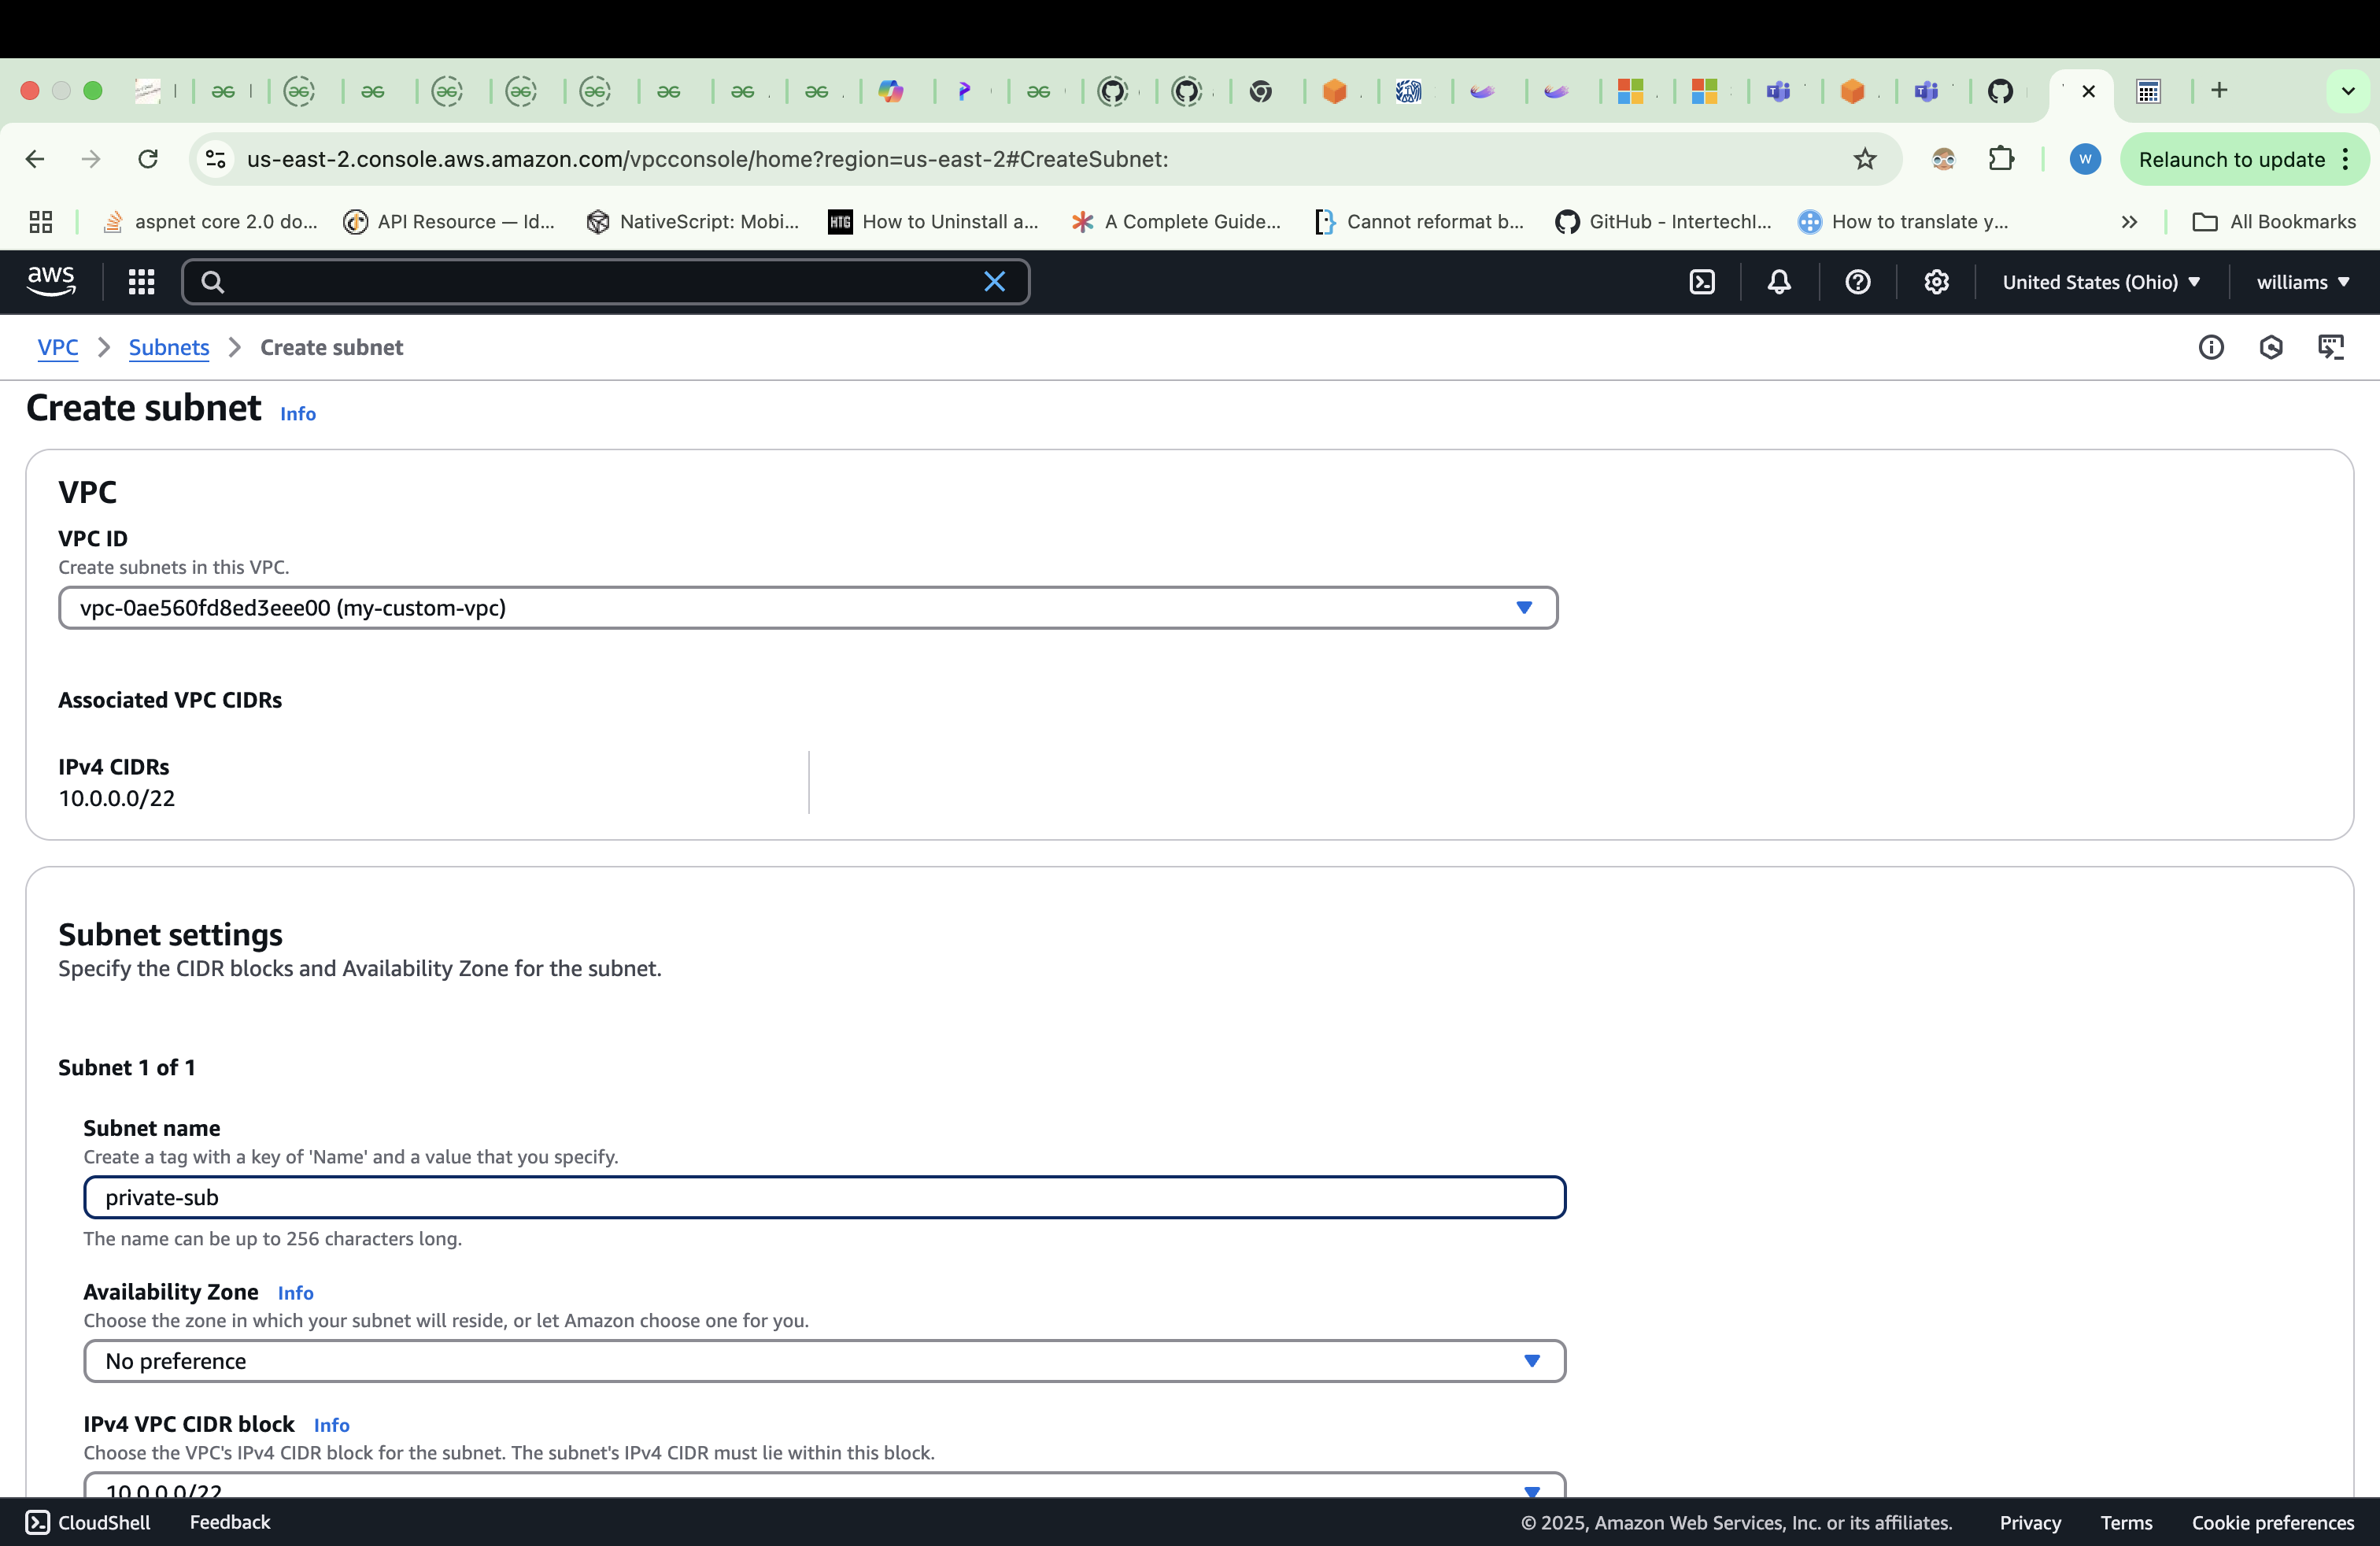 us-east-2.console.aws.amazon.com/vpcconsole/home?region=us-east-2#CreateSubnet:
W
Relaunch to update
aspnet core 2.0 do...
API Resource — Id...
NativeScript: Mobi...
HTG
How to Uninstall a...
A Complete Guide...
Cannot reformat b...
GitHub - Intertechl...
How to translate y...
All Bookmarks
aws
United States (Ohio)
williams
VPC
Subnets
Create subnet
Create subnet
Info
VPC
VPC ID
Create subnets in this VPC.
vpc-0ae560fd8ed3eee00 (my-custom-vpc)
Associated VPC CIDRs
IPv4 CIDRs
10.0.0.0/22
Subnet settings
Specify the CIDR blocks and Availability Zone for the subnet.
Subnet 1 of 1
Subnet name
Create a tag with a key of 'Name' and a value that you specify.
private-sub
The name can be up to 256 characters long.
Availability Zone
Info
Choose the zone in which your subnet will reside, or let Amazon choose one for you.
No preference
IPv4 VPC CIDR block
Info
Choose the VPC's IPv4 CIDR block for the subnet. The subnet's IPv4 CIDR must lie within this block.
10.0.0.0/22
CloudShell
Feedback
© 2025, Amazon Web Services, Inc. or its affiliates.
Privacy
Terms
Cookie preferences